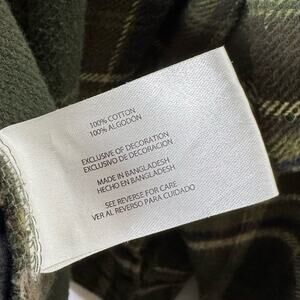 100% COTTON
100% ALGODÓN
EXCLUSIVE OF DECORATION
EXCLUSIVO DE DECORACION
MADE IN BANGLADESH
HECHO EN BANGLADESH
SEE REVERSE FOR CARE
VER AL REVERSO PARA CUIDADO